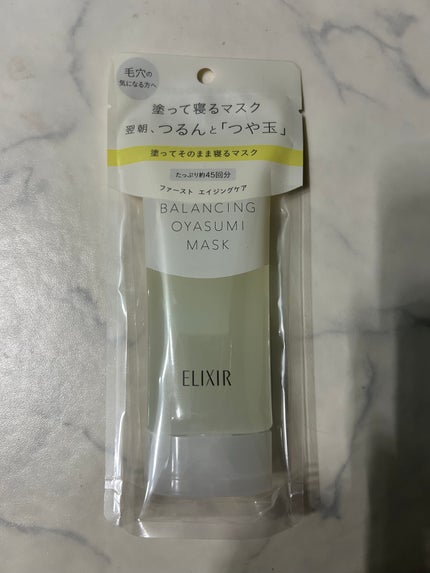 毛穴の
気になる方へ
塗って寝るマスク
翌朝、つるんと「つや玉」
塗ってそのまま寝るマスク
たっぷり約45回分
ファースト エイジングケア
BALANCING
OYASUMI
MASK
ELIXIR